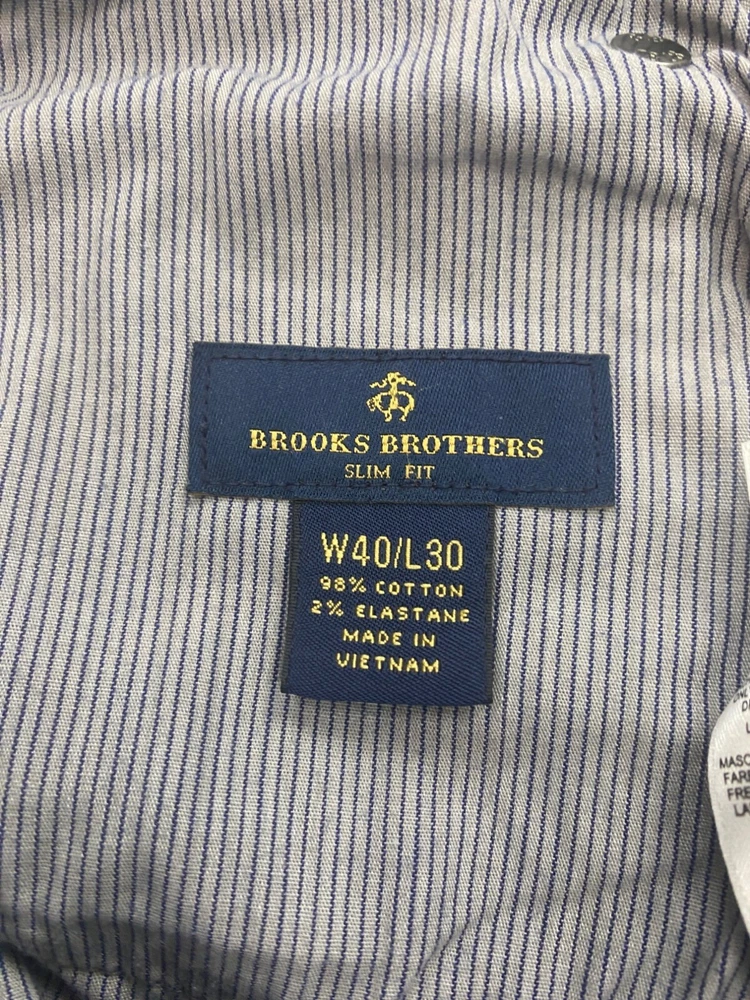 BROOKS BROTHERS
SLIM FIT
W40/L30
98% COTTON
2% ELASTANE
MADE IN
VIETNAM